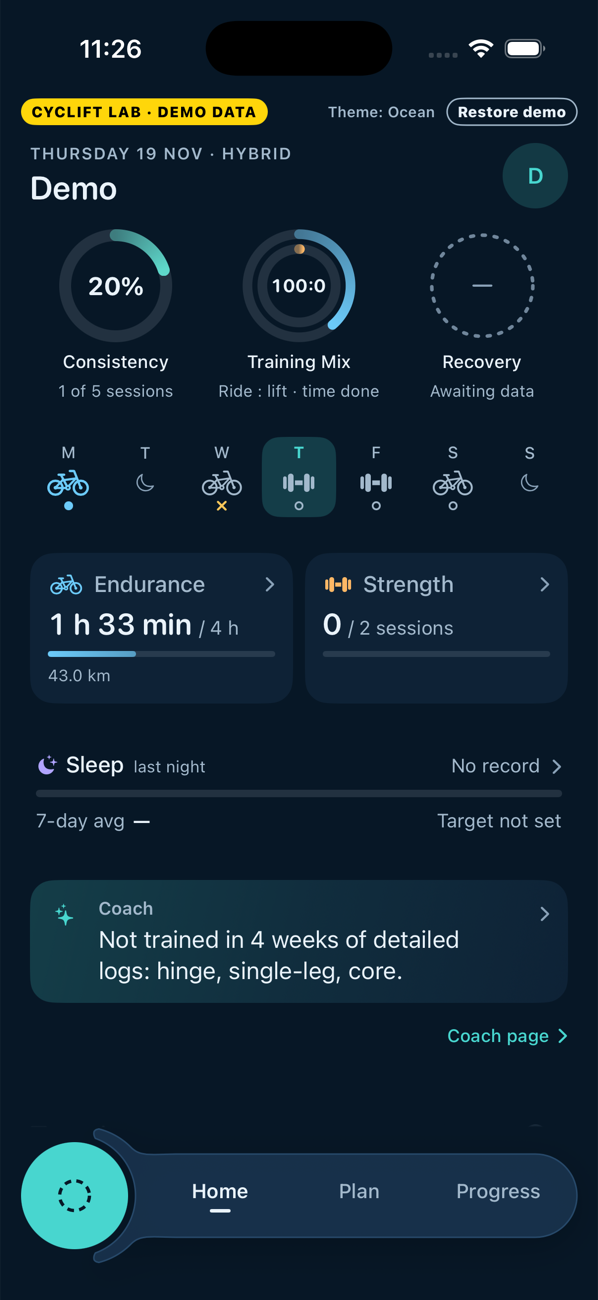 11:26
CYCLIFT LAB · DEMO DATA
Theme: Ocean
Restore demo
THURSDAY 19 NOV · HYBRID
Demo
D
20%
100:0
—
Consistency
Training Mix
Recovery
1 of 5 sessions
Ride : lift · time done
Awaiting data
M T W T F S S
Endurance
1 h 33 min / 4 h
43.0 km
Strength
0 / 2 sessions
Sleep last night
No record
7-day avg —
Target not set
Coach
Not trained in 4 weeks of detailed
logs: hinge, single-leg, core.
Coach page
Home
Plan
Progress